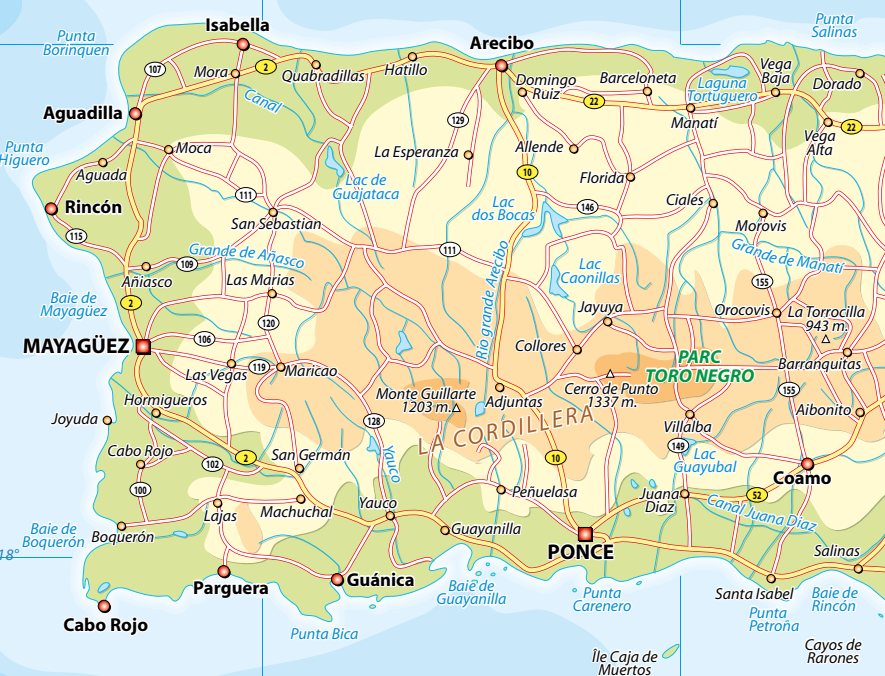 Isabella
Punta
Borinquen
Punta
Salinas
Arecibo
107
Mora
2
Quabradillas
Hatillo
Domingo
Ruiz
Barceloneta
Vega
Baja
Dorado
Laguna
Tortuguero
Canal
22
Manatí
Aguadilla
129
Vega
Alta
22
Punta
Higuero
Moca
La Esperanza
Allende
Aguada
10
Florida
Lac de
Guajataca
111
Rincón
Lac
dos Bocas
146
Ciales
San Sebastian
Morovis
115
Grande de Añasco
109
111
Grande de Manatí
Añiasco
Las Marias
Lac
Caonillas
155
Baie de
Mayagüez
2
Rio grande Arecibo
Jayuya
Orocovis
La Torrocilla
943 m.
120
MAYAGÜEZ
106
Collores
PARC
TORO NEGRO
Barranquitas
Las Vegas
119
Maricao
Monte Guillarte
1203 m.
Adjuntas
Cerro de Punto
1337 m.
155
Hormigueros
Joyuda
128
LA CORDILLERA
Villalba
Aibonito
Cabo Rojo
102
2
San Germán
Yauco
10
149
Lac
Guayubal
Coamo
100
Peñuelasa
Juana
Diaz
52
Lajas
Machuchal
Yauco
Canal Juana Diaz
Baie de
Boquerón
Boquerón
Guayanilla
PONCE
18°
Salinas
Parguera
Guánica
Baie de
Guayanilla
Punta
Carenero
Santa Isabel
Baie de
Rincón
Cabo Rojo
Punta Bica
Punta
Petroña
Île Caja de
Muertos
Cayos de
Rarones